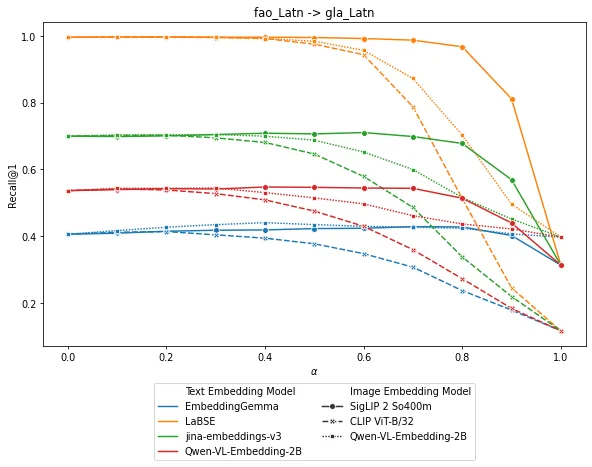 fao_Latn -> gla_Latn
Recall@1
1.0
0.8
0.6
0.4
0.2
0.0 0.2 0.4 0.6 0.8 1.0
α
Text Embedding Model Image Embedding Model
EmbeddingGemma SigLIP 2 So400m
LaBSE CLIP ViT-B/32
jina-embeddings-v3 Qwen-VL-Embedding-2B
Qwen-VL-Embedding-2B